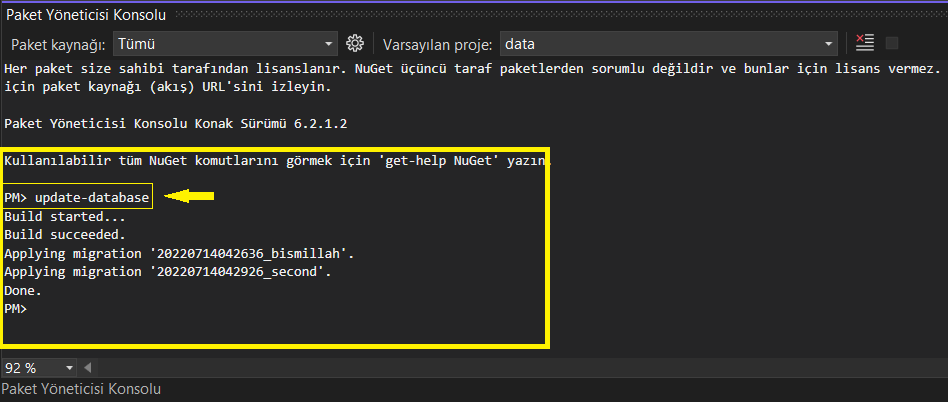 Paket Yöneticisi Konsolu
Paket kaynağı: Tümü Varsayılan proje: data
Her paket size sahibi tarafından lisanslanır. NuGet üçüncü taraf paketlerden sorumlu değildir ve bunlar için lisans vermez.
için paket kaynağı (akış) URL'sini izleyin.
Paket Yöneticisi Konsolu Konak Sürümü 6.2.1.2
Kullanılabilir tüm NuGet komutlarını görmek için 'get-help NuGet' yazın.
PM> update-database
Build started...
Build succeeded.
Applying migration '20220714042636_bismillah'.
Applying migration '20220714042926_second'.
Done.
PM>
92 %
Paket Yöneticisi Konsolu